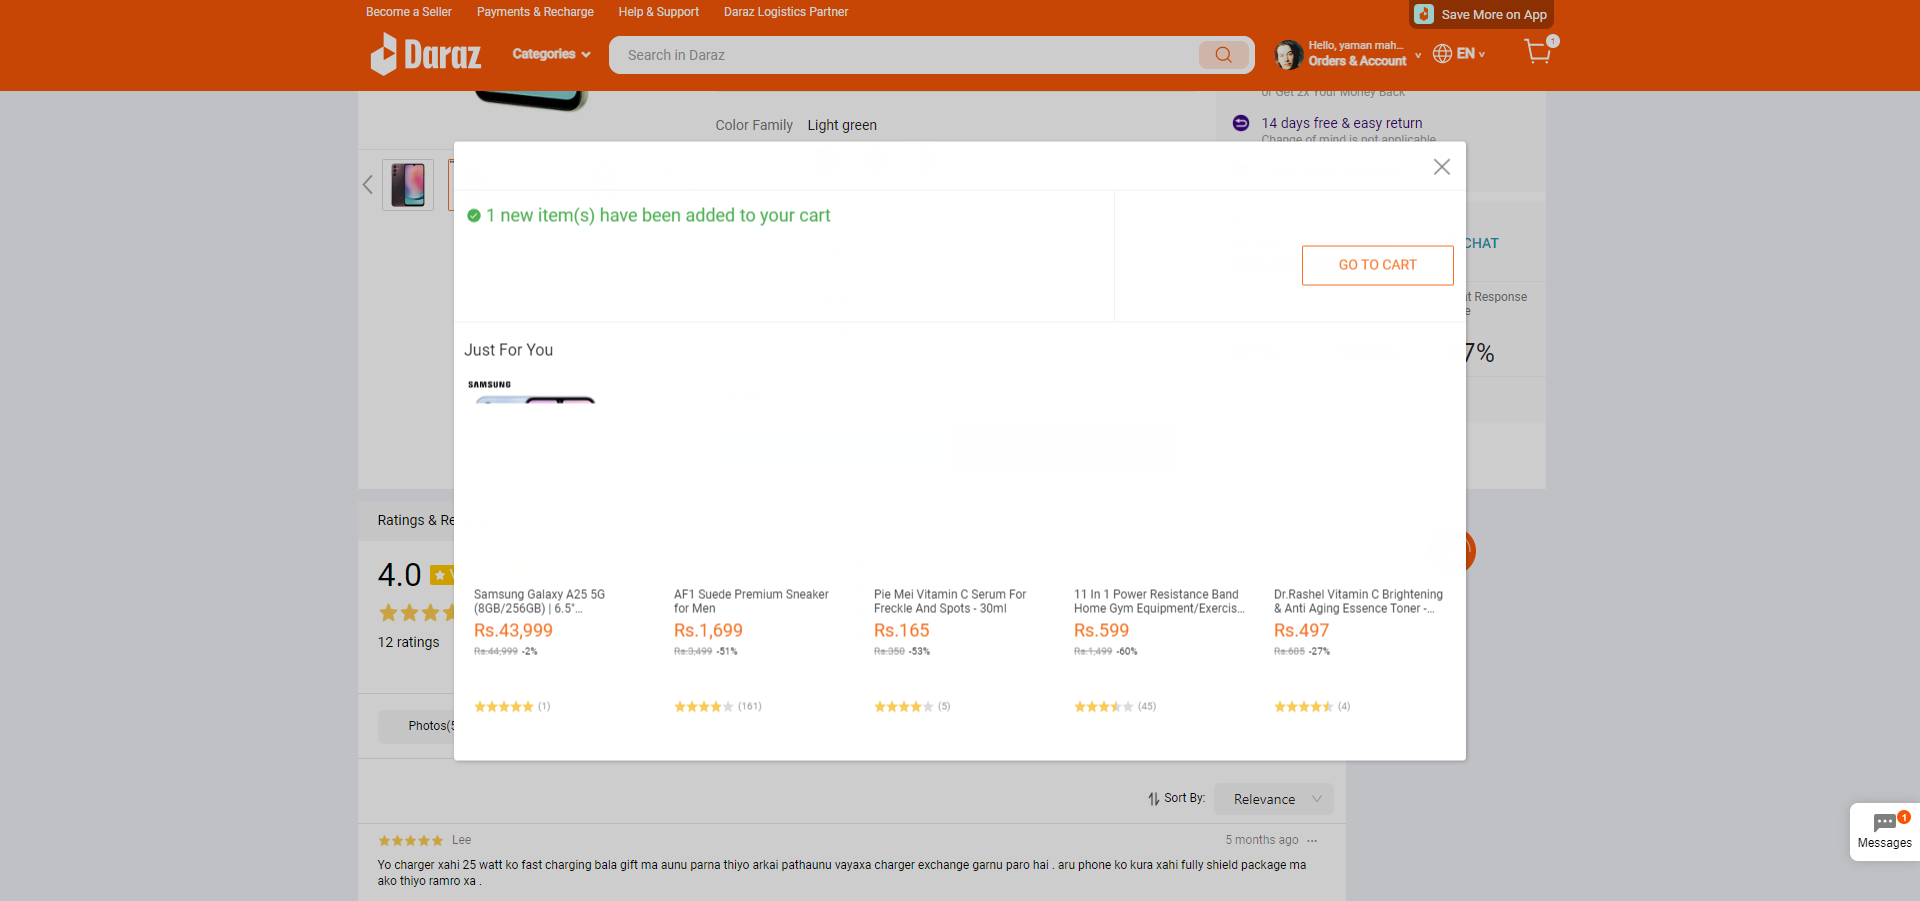 Become a Seller
Payments & Recharge
Help & Support
Daraz Logistics Partner
Save More on App
Daraz
Categories
Search in Daraz
Hello, yaman mah...
Orders & Account
EN
1
or Get 2x Your Money Back
Color Family Light green
14 days free & easy return
Change of mind is not applicable
1 new item(s) have been added to your cart
GO TO CART
CHAT
Response
7%
Just For You
SAMSUNG
Ratings & Re
4.0
12 ratings
Samsung Galaxy A25 5G
(8GB/256GB) | 6.5"...
Rs.43,999
Rs.44,999 -2%
(1)
AF1 Suede Premium Sneaker
for Men
Rs.1,699
Rs.3,499 -51%
(161)
Pie Mei Vitamin C Serum For
Freckle And Spots - 30ml
Rs.165
Rs.350 -53%
(5)
11 In 1 Power Resistance Band
Home Gym Equipment/Exercis...
Rs.599
Rs.1,499 -60%
(45)
Dr.Rashel Vitamin C Brightening
& Anti Aging Essence Toner -...
Rs.497
Rs.685 -27%
(4)
Photos(5
Sort By:
Relevance
Lee
5 months ago
Yo charger xahi 25 watt ko fast charging bala gift ma aunu parna thiyo arkai pathaunu vayaxa charger exchange garnu paro hai . aru phone ko kura xahi fully shield package ma
ako thiyo ramro xa .
1
Messages